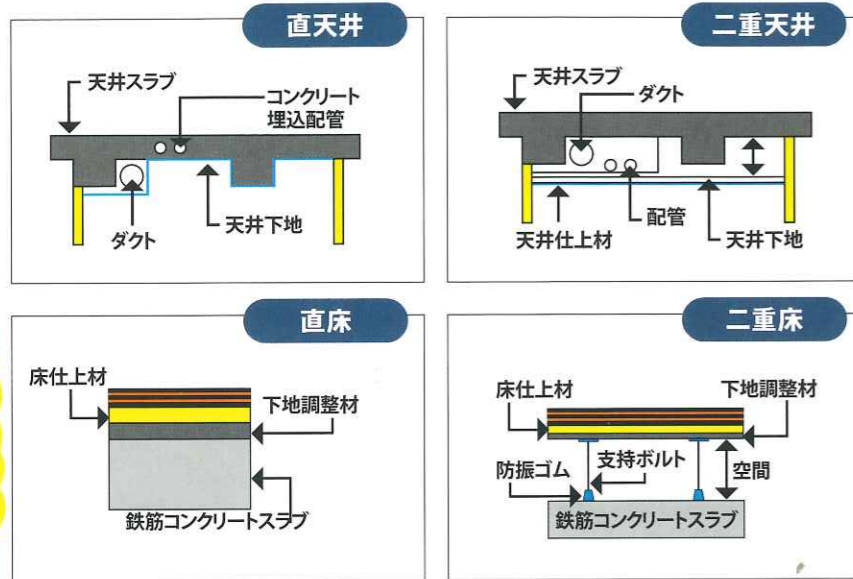 直天井
天井スラブ
コンクリート
埋込配管
ダクト
天井下地
二重天井
天井スラブ
ダクト
配管
天井仕上材
天井下地
直床
床仕上材
下地調整材
鉄筋コンクリートスラブ
二重床
床仕上材
下地調整材
防振ゴム
支持ボルト
空間
鉄筋コンクリートスラブ